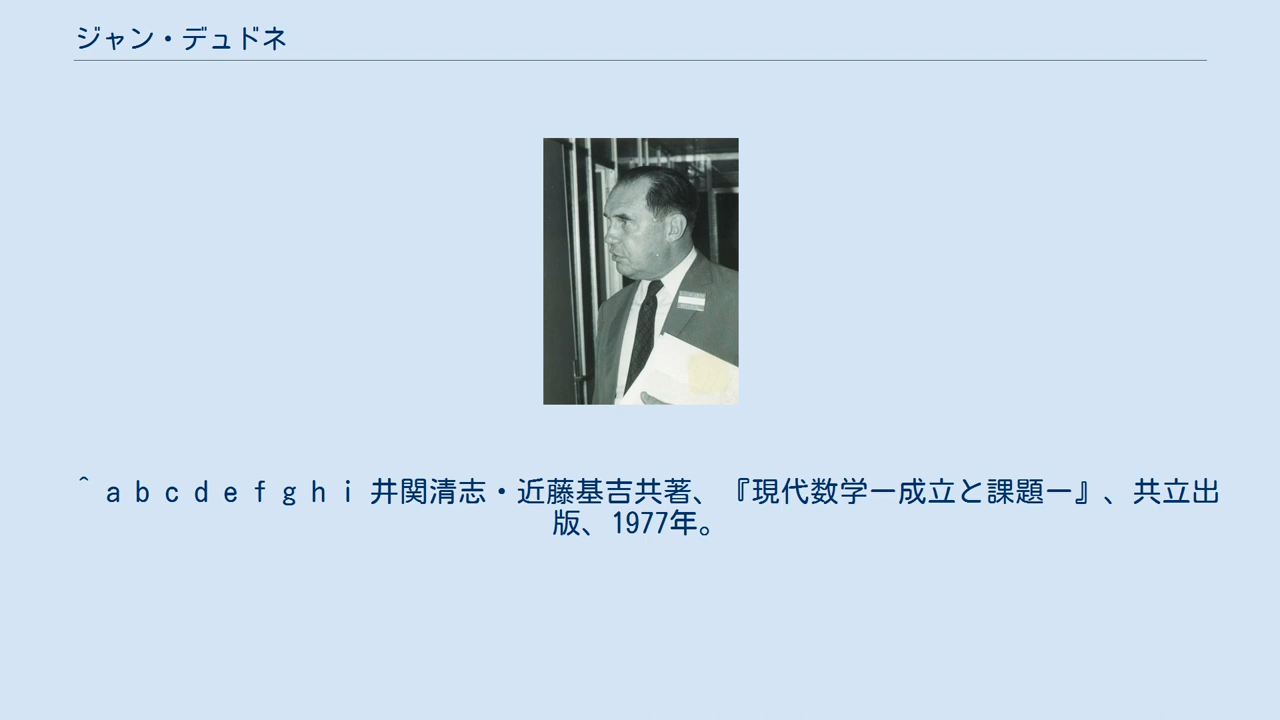 ジャン・デュドネ
^ a b c d e f g h i 井関清志・近藤基吉共著、『現代数学ー成立と課題ー』、共立出
版、1977年。